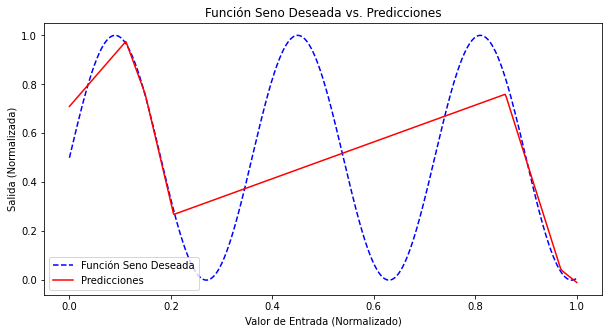 Función Seno Deseada vs. Predicciones
Salida (Normalizada)
1.0
0.8
0.6
0.4
0.2
0.0
Función Seno Deseada
Predicciones
0.0 0.2 0.4 0.6 0.8 1.0
Valor de Entrada (Normalizado)